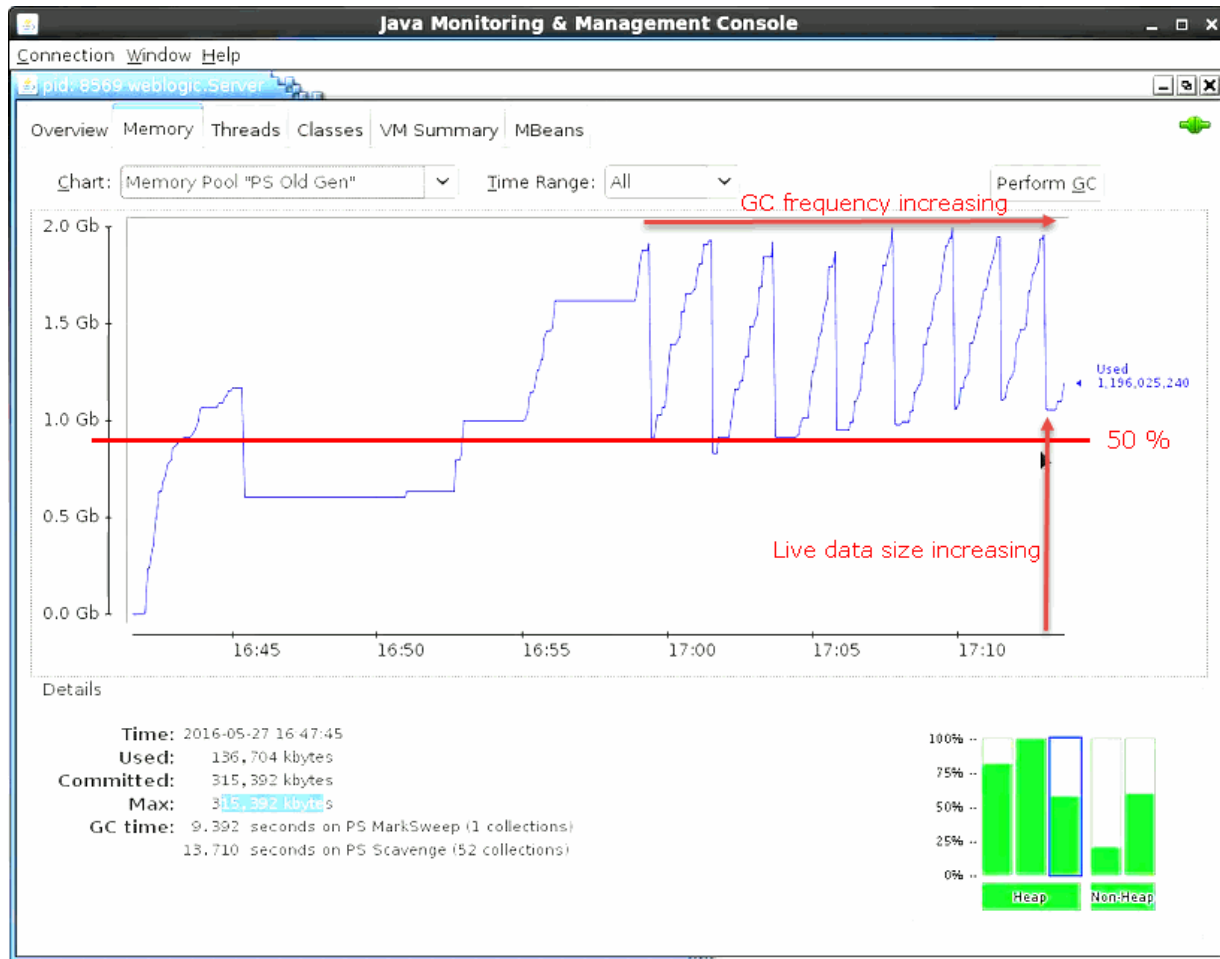 Java Monitoring & Management Console
Connection Window Help
pid: 8569 weblogic.Server
Overview Memory Threads Classes VM Summary MBeans
Chart: Memory Pool "PS Old Gen" Time Range: All Perform GC
GC frequency increasing
2.0 Gb
1.5 Gb
Used
1,196,025,240
1.0 Gb
50 %
0.5 Gb
Live data size increasing
0.0 Gb
16:45 16:50 16:55 17:00 17:05 17:10
Details
Time: 2016-05-27 16:47:45
Used: 136,704 kbytes
Committed: 315,392 kbytes
Max: 315,392 kbytes
GC time: 9.392 seconds on PS MarkSweep (1 collections)
13.710 seconds on PS Scavenge (52 collections)
100% --
75% --
50% --
25% --
0% --
Heap Non-Heap